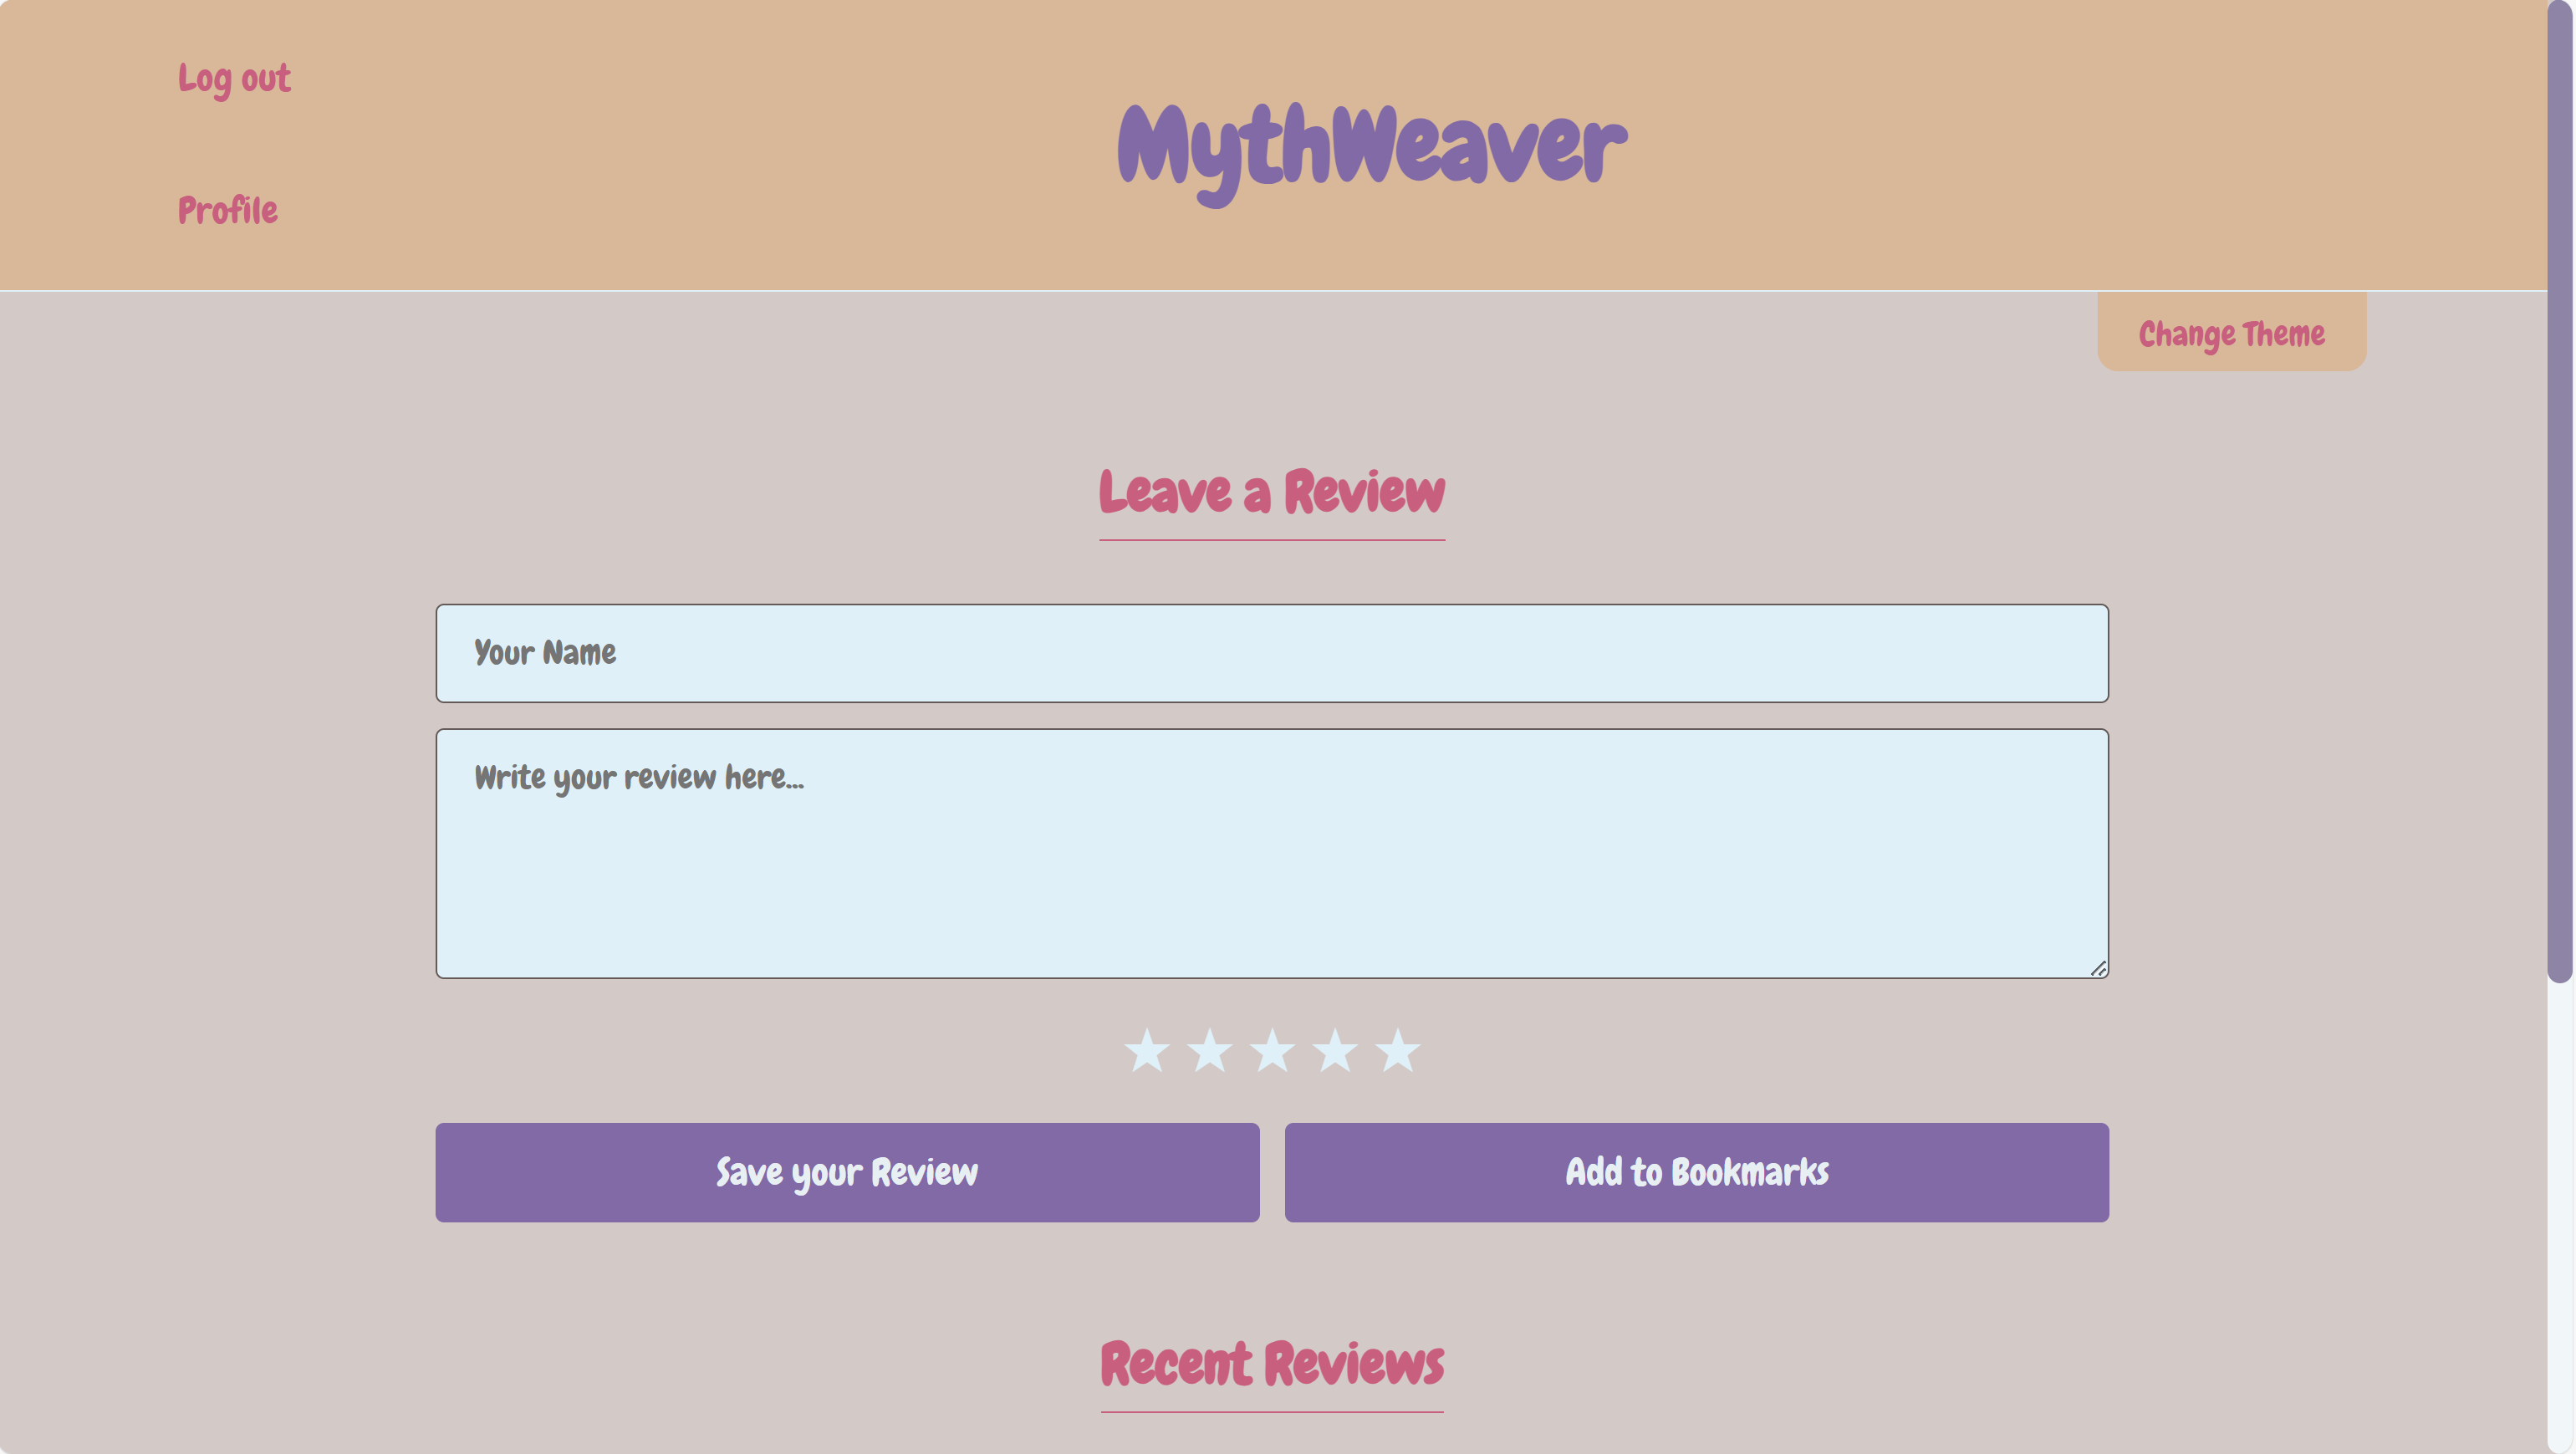 Log out
MythWeaver
Profile
Change Theme
Leave a Review
Your Name
Write your review here...
Save your Review
Add to Bookmarks
Recent Reviews